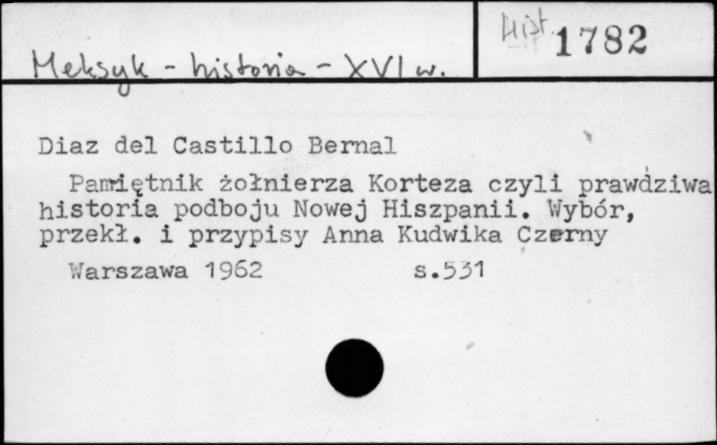 Hist. 1782
Meksyk - historia - XVI w.
Diaz del Castillo Bernal
Pamiętnik żołnierza Korteza czyli prawdziwa
historia podboju Nowej Hiszpanii. Wybór,
przekł. i przypisy Anna Kudwika Czerny
Warszawa 1962 s.531